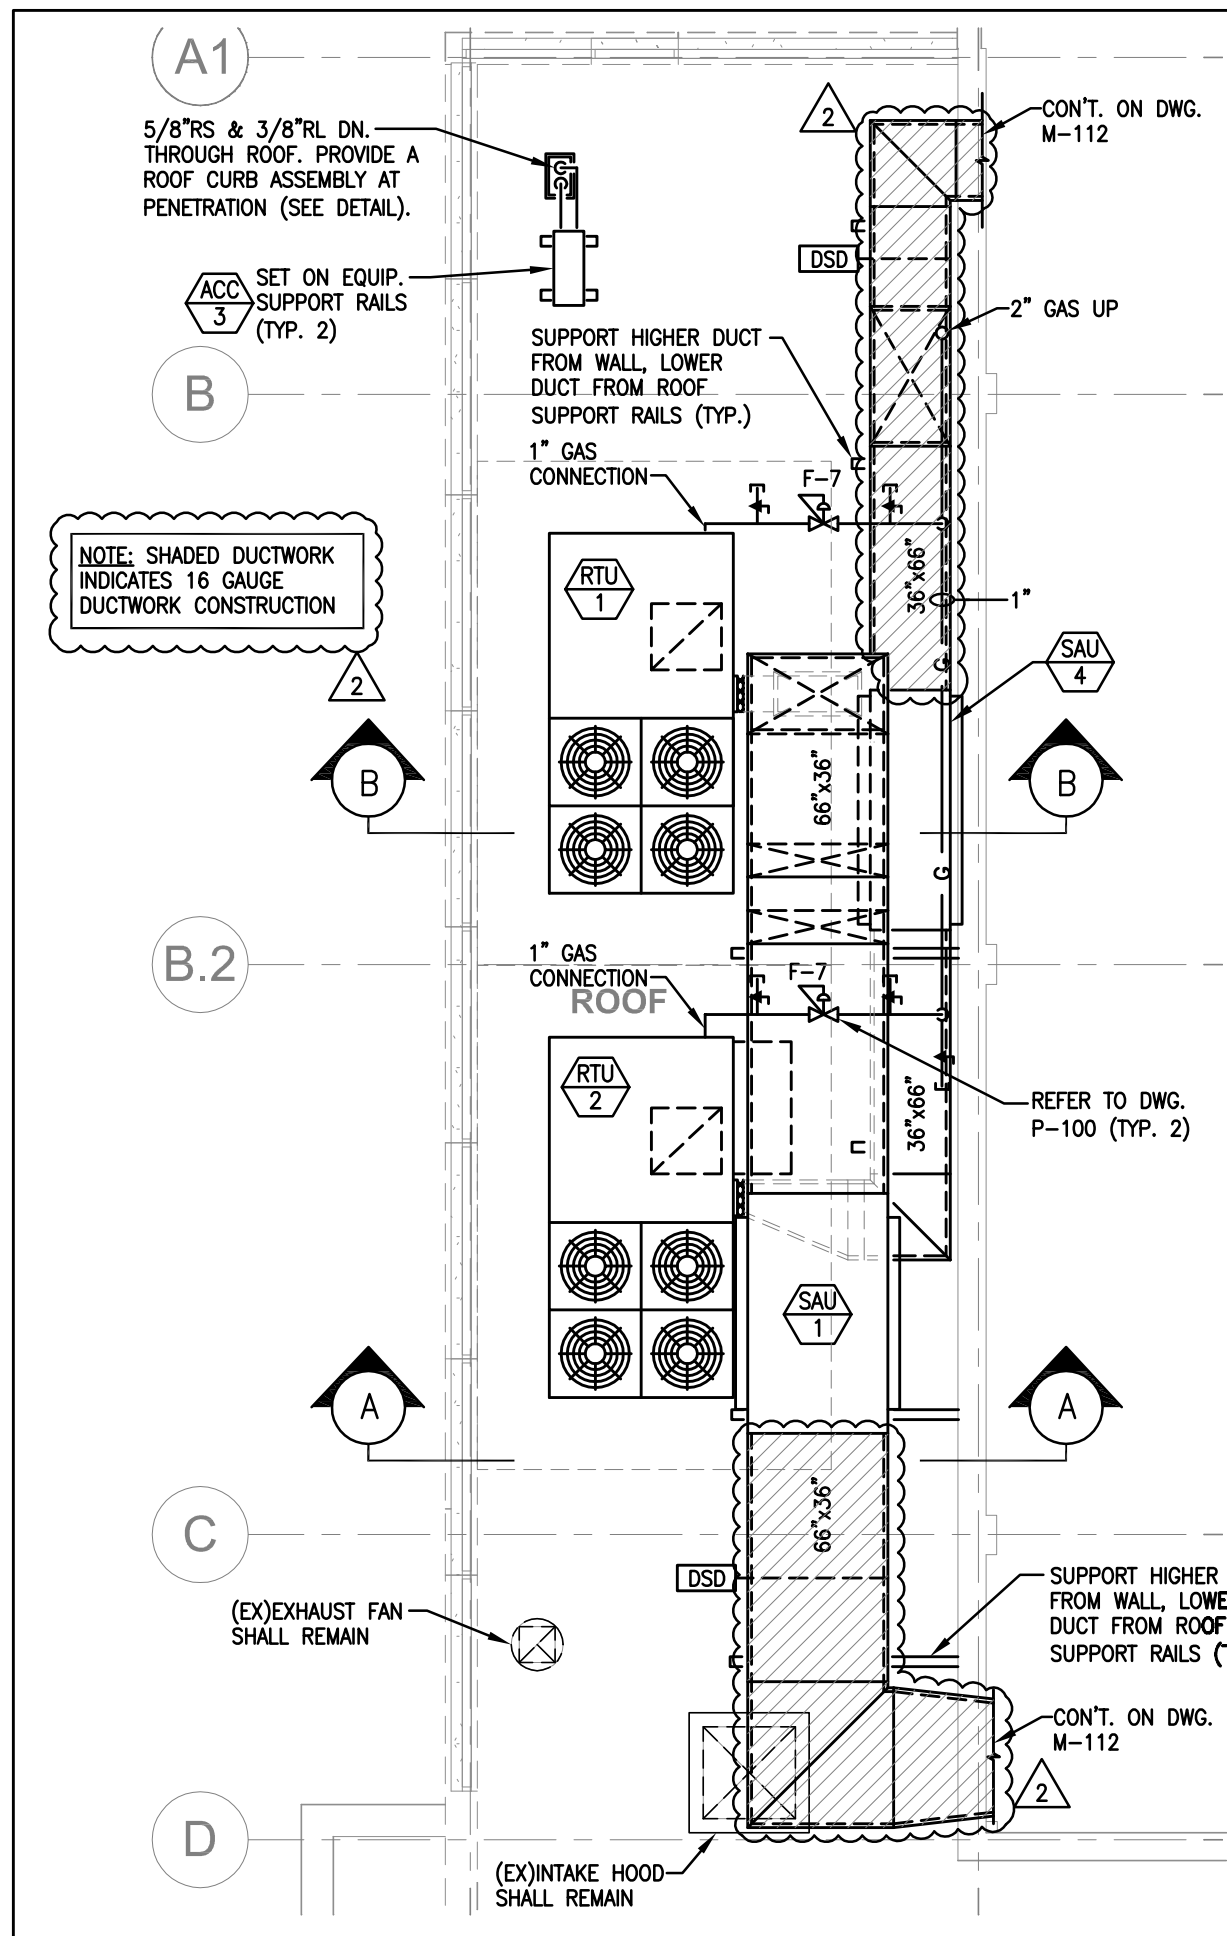 A1
5/8"RS & 3/8"RL DN.
THROUGH ROOF. PROVIDE A
ROOF CURB ASSEMBLY AT
PENETRATION (SEE DETAIL).
2
CON'T. ON DWG.
M-112
DSD
ACC
3
SET ON EQUIP.
SUPPORT RAILS
(TYP. 2)
2" GAS UP
SUPPORT HIGHER DUCT
FROM WALL, LOWER
DUCT FROM ROOF
SUPPORT RAILS (TYP.)
B
1" GAS
CONNECTION
F-7
NOTE: SHADED DUCTWORK
INDICATES 16 GAUGE
DUCTWORK CONSTRUCTION
2
RTU
1
36"x66"
1"
G
SAU
4
B
B
66"x36"
G
B.2
1" GAS
CONNECTION
ROOF
F-7
RTU
2
36"x66"
REFER TO DWG.
P-100 (TYP. 2)
SAU
1
A
A
66"x36"
C
DSD
(EX)EXHAUST FAN
SHALL REMAIN
SUPPORT HIGHER
FROM WALL, LOWE
DUCT FROM ROOF
SUPPORT RAILS (T
CON'T. ON DWG.
M-112
2
D
(EX)INTAKE HOOD
SHALL REMAIN